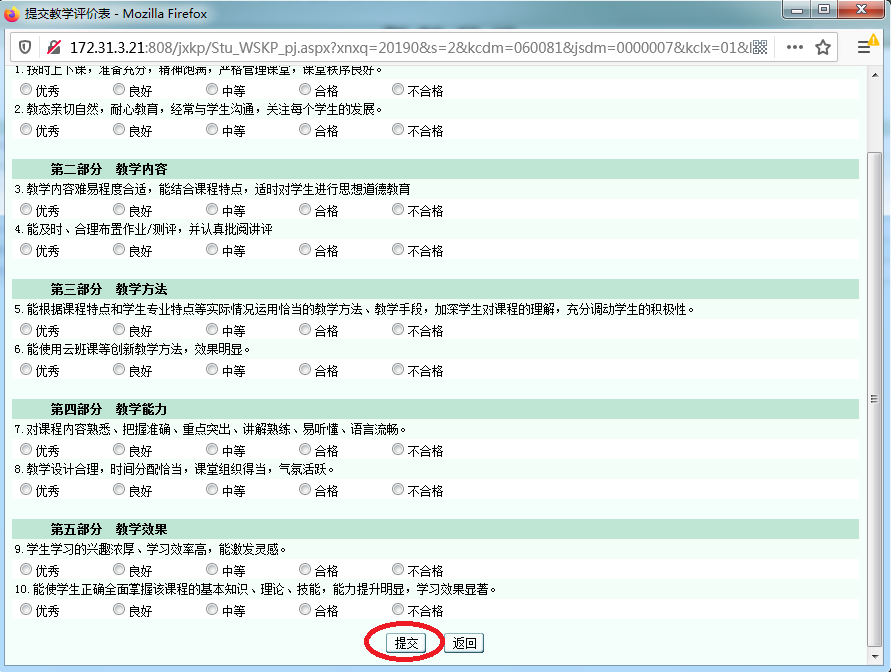 提交教学评价表 - Mozilla Firefox
172.31.3.21:808/jxkp/Stu_WSKP_pj.aspx?xnxq=20190&s=2&kcdm=060081&jsdm=0000007&kclx=01&l
1. 按时上下课，准备充分，精神饱满，严格管理课堂，课堂秩序良好。
优秀 良好 中等 合格 不合格
2. 教态亲切自然，耐心教育，经常与学生沟通，关注每个学生的发展。
优秀 良好 中等 合格 不合格
第二部分 教学内容
3. 教学内容难易程度合适，能结合课程特点，适时对学生进行思想道德教育
优秀 良好 中等 合格 不合格
4. 能及时、合理布置作业/测评，并认真批阅讲评
优秀 良好 中等 合格 不合格
第三部分 教学方法
5. 能根据课程特点和学生专业特点等实际情况运用恰当的教学方法、教学手段，加深学生对课程的理解，充分调动学生的积极性。
优秀 良好 中等 合格 不合格
6. 能使用云班课等创新教学方法，效果明显。
优秀 良好 中等 合格 不合格
第四部分 教学能力
7. 对课程内容熟悉、把握准确、重点突出、讲解熟练、易听懂、语言流畅。
优秀 良好 中等 合格 不合格
8. 教学设计合理，时间分配恰当，课堂组织得当，气氛活跃。
优秀 良好 中等 合格 不合格
第五部分 教学效果
9. 学生学习的兴趣浓厚、学习效率高，能激发灵感。
优秀 良好 中等 合格 不合格
10. 能使学生正确全面掌握该课程的基本知识、理论、技能，能力提升明显，学习效果显著。
优秀 良好 中等 合格 不合格
提交 返回